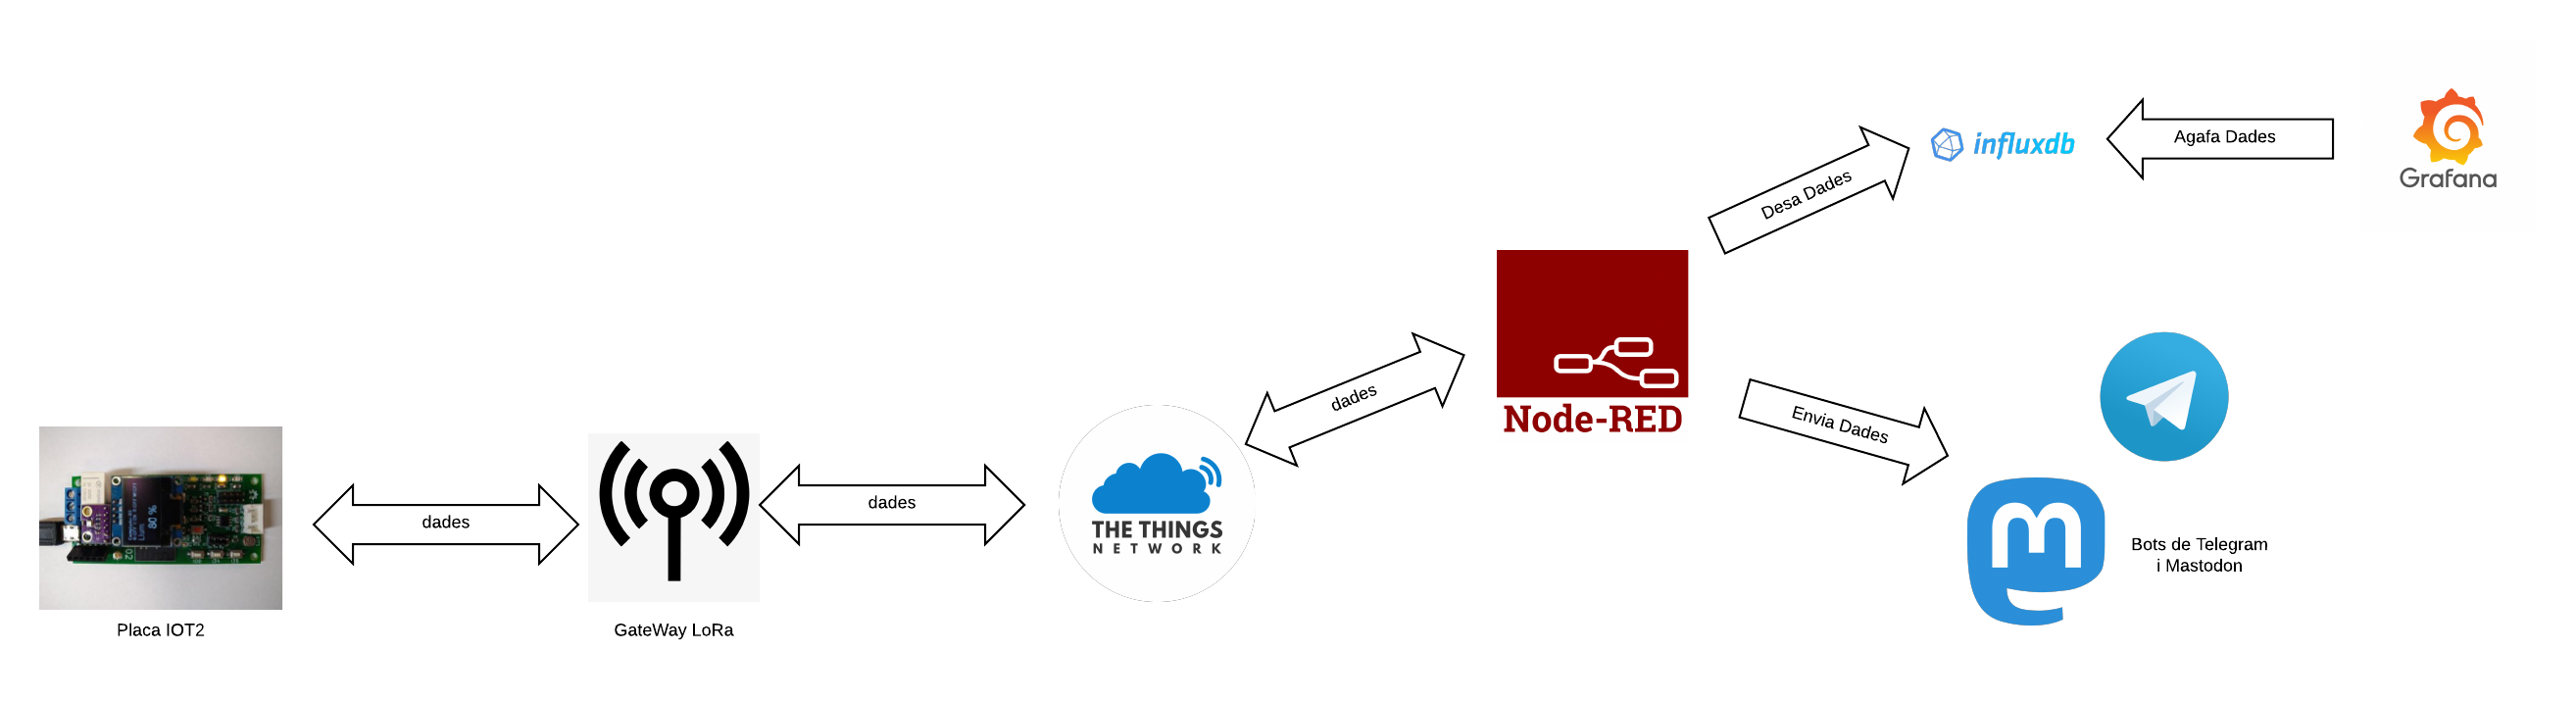 influxdb
Agafa Dades
Grafana
Desa Dades
Node-RED
dades
Envia Dades
THE THINGS
NETWORK
dades
dades
Bots de Telegram
i Mastodon
Placa IOT2
GateWay LoRa